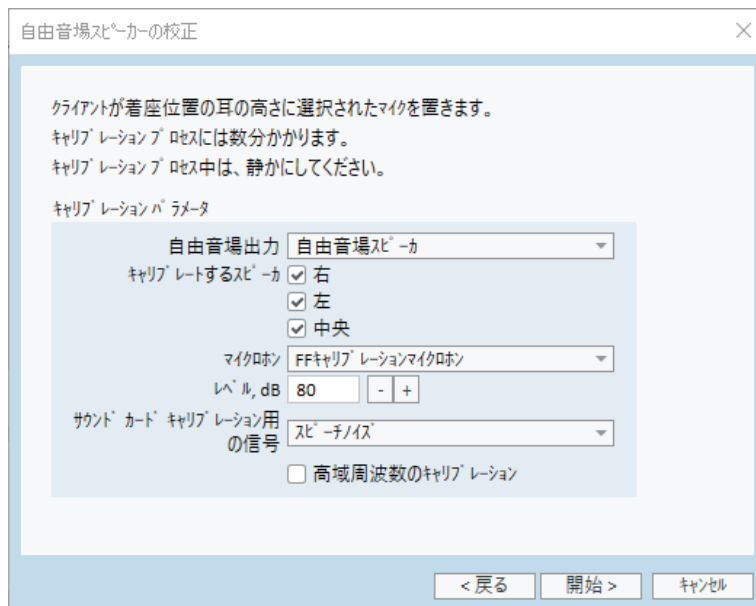 自由音場ｽﾋﾟｰｶｰの校正
ｸﾗｲｱﾝﾄが着座位置の耳の高さに選択されたﾏｲｸを置きます。
ｷｬﾘﾌﾞﾚｰｼｮﾝ ﾌﾟﾛｾｽには数分かかります。
ｷｬﾘﾌﾞﾚｰｼｮﾝ ﾌﾟﾛｾｽ中は、静かにしてください。
ｷｬﾘﾌﾞﾚｰｼｮﾝ ﾊﾟﾗﾒｰﾀ
自由音場出力 自由音場ｽﾋﾟｰｶ
ｷｬﾘﾌﾞﾚｰﾄするｽﾋﾟｰｶ 右
左
中央
ﾏｲｸﾛﾎﾝ FFｷｬﾘﾌﾞﾚｰｼｮﾝﾏｲｸﾛﾎﾝ
ﾚﾍﾞﾙ, dB 80 - +
ｻｳﾝﾄﾞ ｶｰﾄﾞ ｷｬﾘﾌﾞﾚｰｼｮﾝ用
の信号 ｽﾋﾟｰﾁﾉｲｽﾞ
高域周波数のｷｬﾘﾌﾞﾚｰｼｮﾝ
< 戻る 開始 > ｷｬﾝｾﾙ